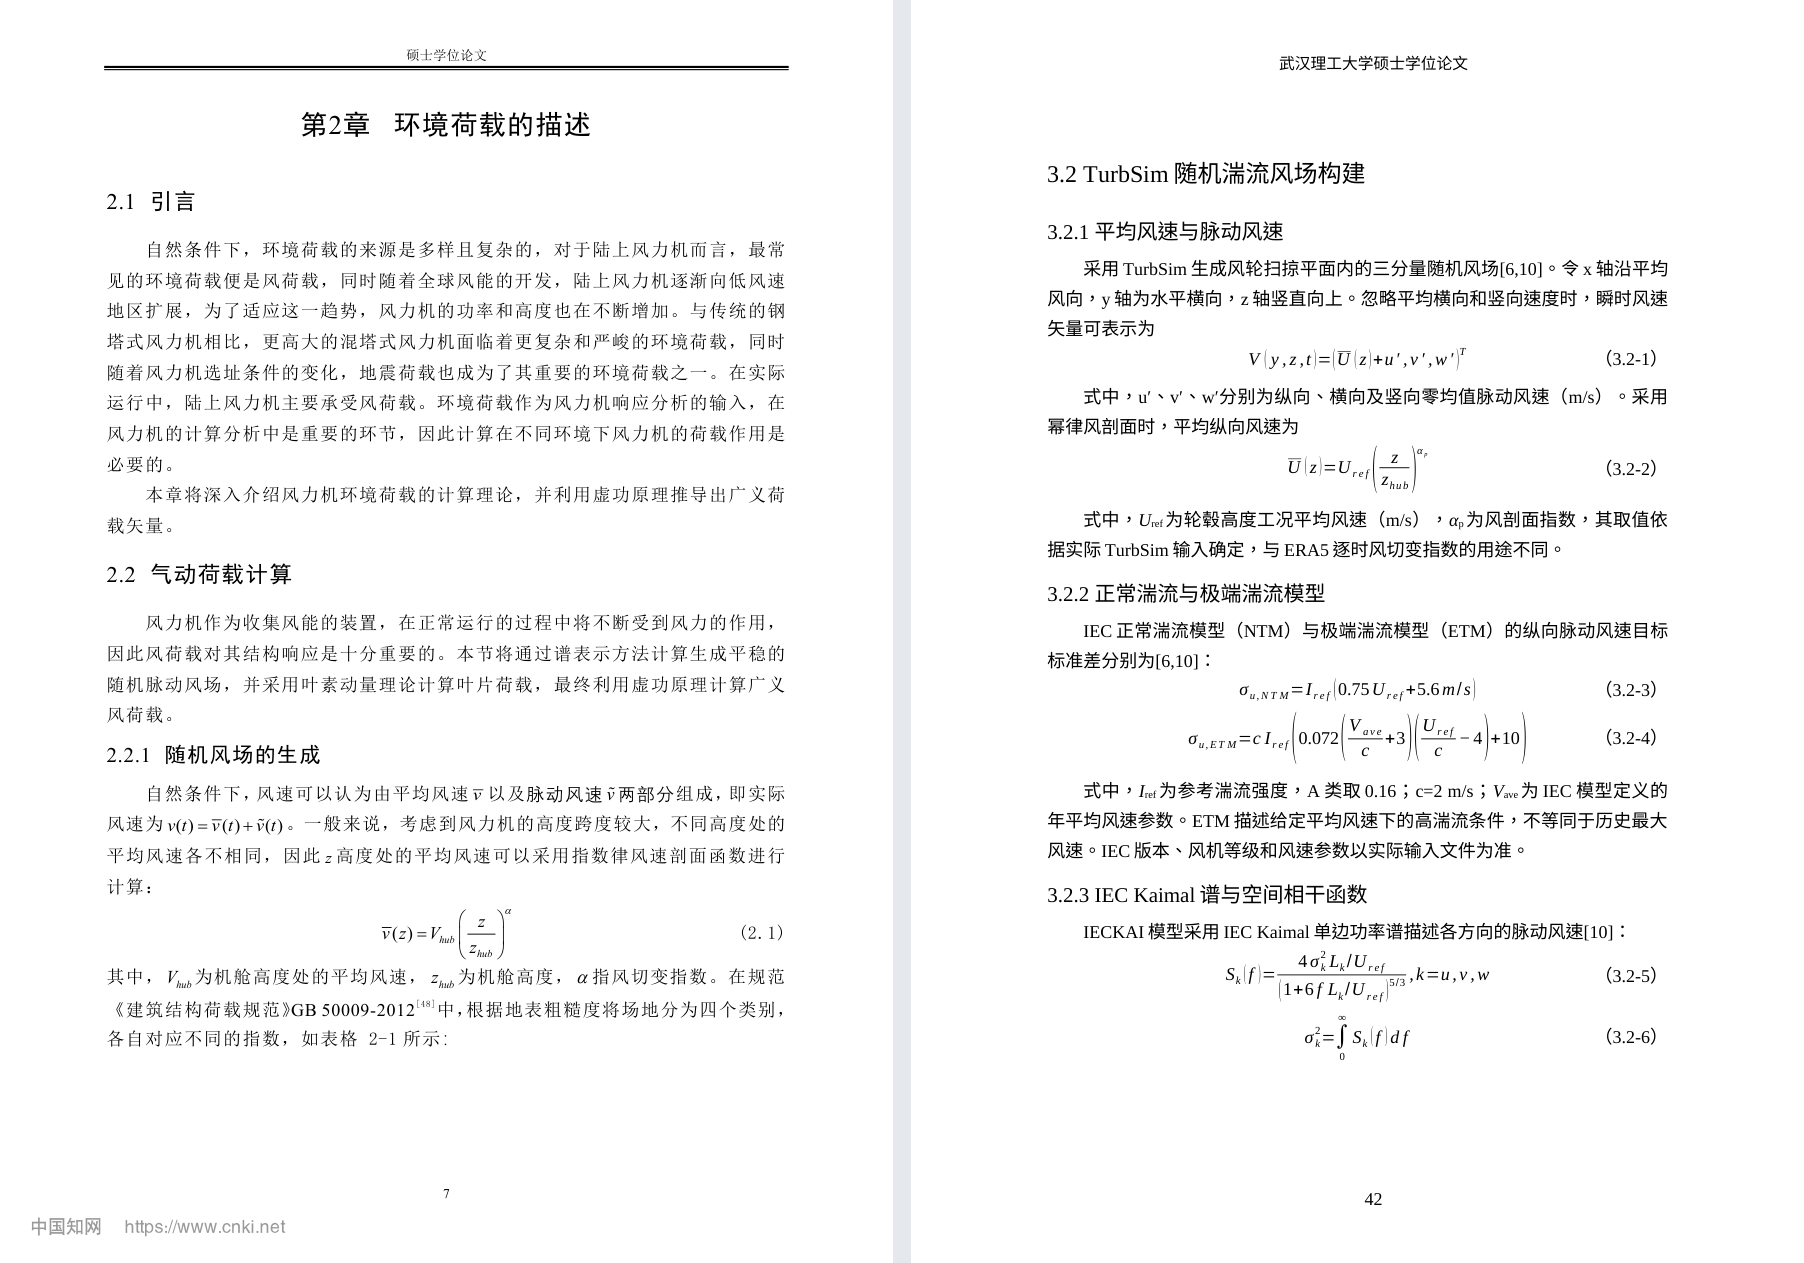 硕士学位论文
第2章 环境荷载的描述
2.1 引言
自然条件下，环境荷载的来源是多样且复杂的，对于陆上风力机而言，最常
见的环境荷载便是风荷载，同时随着全球风能的开发，陆上风力机逐渐向低风速
地区扩展，为了适应这一趋势，风力机的功率和高度也在不断增加。与传统的钢
塔式风力机相比，更高大的混塔式风力机面临着更复杂和严峻的环境荷载，同时
随着风力机选址条件的变化，地震荷载也成为了其重要的环境荷载之一。在实际
运行中，陆上风力机主要承受风荷载。环境荷载作为风力机响应分析的输入，在
风力机的计算分析中是重要的环节，因此计算在不同环境下风力机的荷载作用是
必要的。
本章将深入介绍风力机环境荷载的计算理论，并利用虚功原理推导出广义荷
载矢量。
2.2 气动荷载计算
风力机作为收集风能的装置，在正常运行的过程中将不断受到风力的作用，
因此风荷载对其结构响应是十分重要的。本节将通过谱表示方法计算生成平稳的
随机脉动风场，并采用叶素动量理论计算叶片荷载，最终利用虚功原理计算广义
风荷载。
2.2.1 随机风场的生成
自然条件下，风速可以认为由平均风速 v̅ 以及脉动风速 ṽ 两部分组成，即实际
风速为 v(t) = v̅(t) + ṽ(t)。一般来说，考虑到风力机的高度跨度较大，不同高度处的
平均风速各不相同，因此 z 高度处的平均风速可以采用指数律风速剖面函数进行
计算：
v̅(z) = V_hub (z / z_hub)^α （2.1）
其中，V_hub 为机舱高度处的平均风速，z_hub 为机舱高度，α 指风切变指数。在规范
《建筑结构荷载规范》GB 50009-2012[48]中，根据地表粗糙度将场地分为四个类别，
各自对应不同的指数，如表格 2-1 所示：
7
中国知网 https://www.cnki.net
武汉理工大学硕士学位论文
3.2 TurbSim 随机湍流风场构建
3.2.1 平均风速与脉动风速
采用 TurbSim 生成风轮扫掠平面内的三分量随机风场[6,10]。令 x 轴沿平均
风向，y 轴为水平横向，z 轴竖直向上。忽略平均横向和竖向速度时，瞬时风速
矢量可表示为
V(y,z,t)=(U̅(z)+u′,v′,w′)^T （3.2-1）
式中，u′、v′、w′分别为纵向、横向及竖向零均值脉动风速（m/s）。采用
幂律风剖面时，平均纵向风速为
U̅(z)=U_ref (z / z_hub)^α_p （3.2-2）
式中，U_ref 为轮毂高度工况平均风速（m/s），α_p 为风剖面指数，其取值依
据实际 TurbSim 输入确定，与 ERA5 逐时风切变指数的用途不同。
3.2.2 正常湍流与极端湍流模型
IEC 正常湍流模型（NTM）与极端湍流模型（ETM）的纵向脉动风速目标
标准差分别为[6,10]：
σ_u,NTM=I_ref(0.75U_ref+5.6m/s) （3.2-3）
σ_u,ETM=c I_ref(0.072(V_ave/c+3)(U_ref/c−4)+10) （3.2-4）
式中，I_ref 为参考湍流强度，A 类取 0.16；c=2 m/s；V_ave 为 IEC 模型定义的
年平均风速参数。ETM 描述给定平均风速下的高湍流条件，不等同于历史最大
风速。IEC 版本、风机等级和风速参数以实际输入文件为准。
3.2.3 IEC Kaimal 谱与空间相干函数
IECKAI 模型采用 IEC Kaimal 单边功率谱描述各方向的脉动风速[10]：
S_k(f)=4σ_k^2 L_k/U_ref / (1+6f L_k/U_ref)^5/3, k=u,v,w （3.2-5）
σ_k^2=∫_0^∞ S_k(f)df （3.2-6）
42